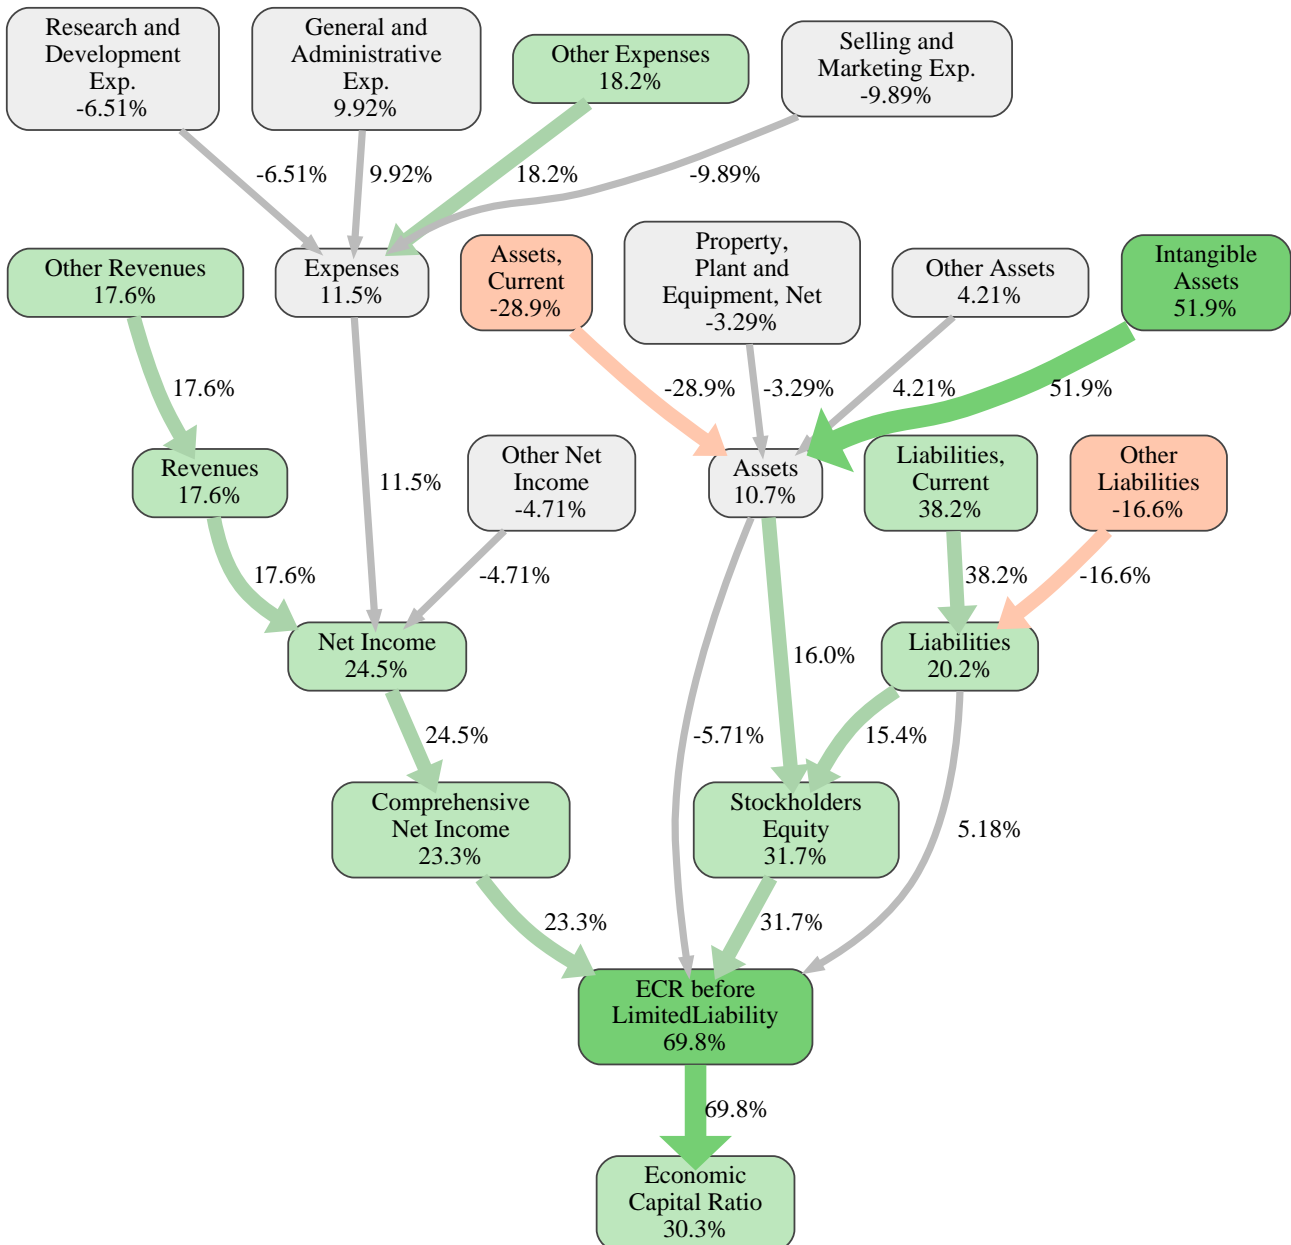 Research and
Development
Exp.
-6.51%
General and
Administrative
Exp.
9.92%
Other Expenses
18.2%
Selling and
Marketing Exp.
-9.89%
-6.51%
9.92%
18.2%
-9.89%
Other Revenues
17.6%
Expenses
11.5%
Assets,
Current
-28.9%
Property,
Plant and
Equipment, Net
-3.29%
Other Assets
4.21%
Intangible
Assets
51.9%
17.6%
-28.9%
-3.29%
4.21%
51.9%
Revenues
17.6%
11.5%
Other Net
Income
-4.71%
Assets
10.7%
Liabilities,
Current
38.2%
Other
Liabilities
-16.6%
17.6%
-4.71%
38.2%
-16.6%
Net Income
24.5%
16.0%
Liabilities
20.2%
24.5%
-5.71%
15.4%
Comprehensive
Net Income
23.3%
Stockholders
Equity
31.7%
5.18%
23.3%
31.7%
ECR before
LimitedLiability
69.8%
69.8%
Economic
Capital Ratio
30.3%